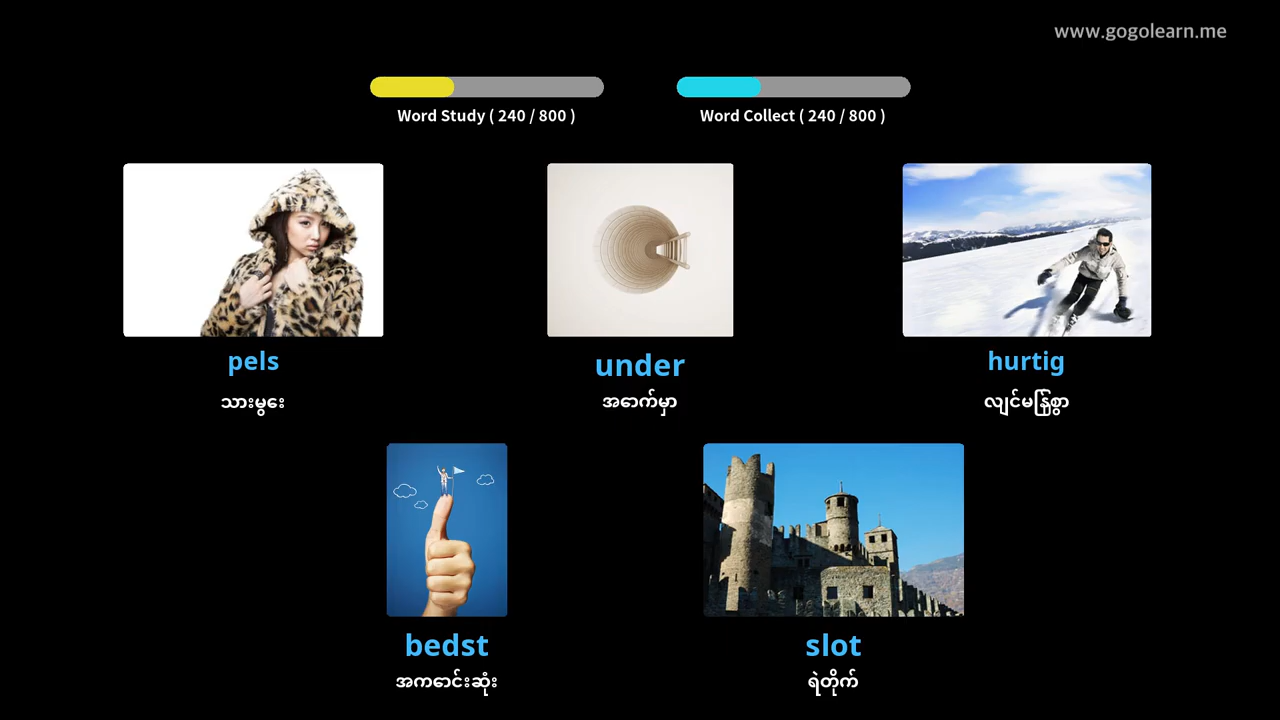 www.gogolearn.me
Word Study ( 240 / 800 )
Word Collect ( 240 / 800 )
pels
under
hurtig
သားမွေး
အောက်မှာ
လျင်မြန်စွာ
bedst
slot
အကောင်းဆုံး
ရဲတိုက်